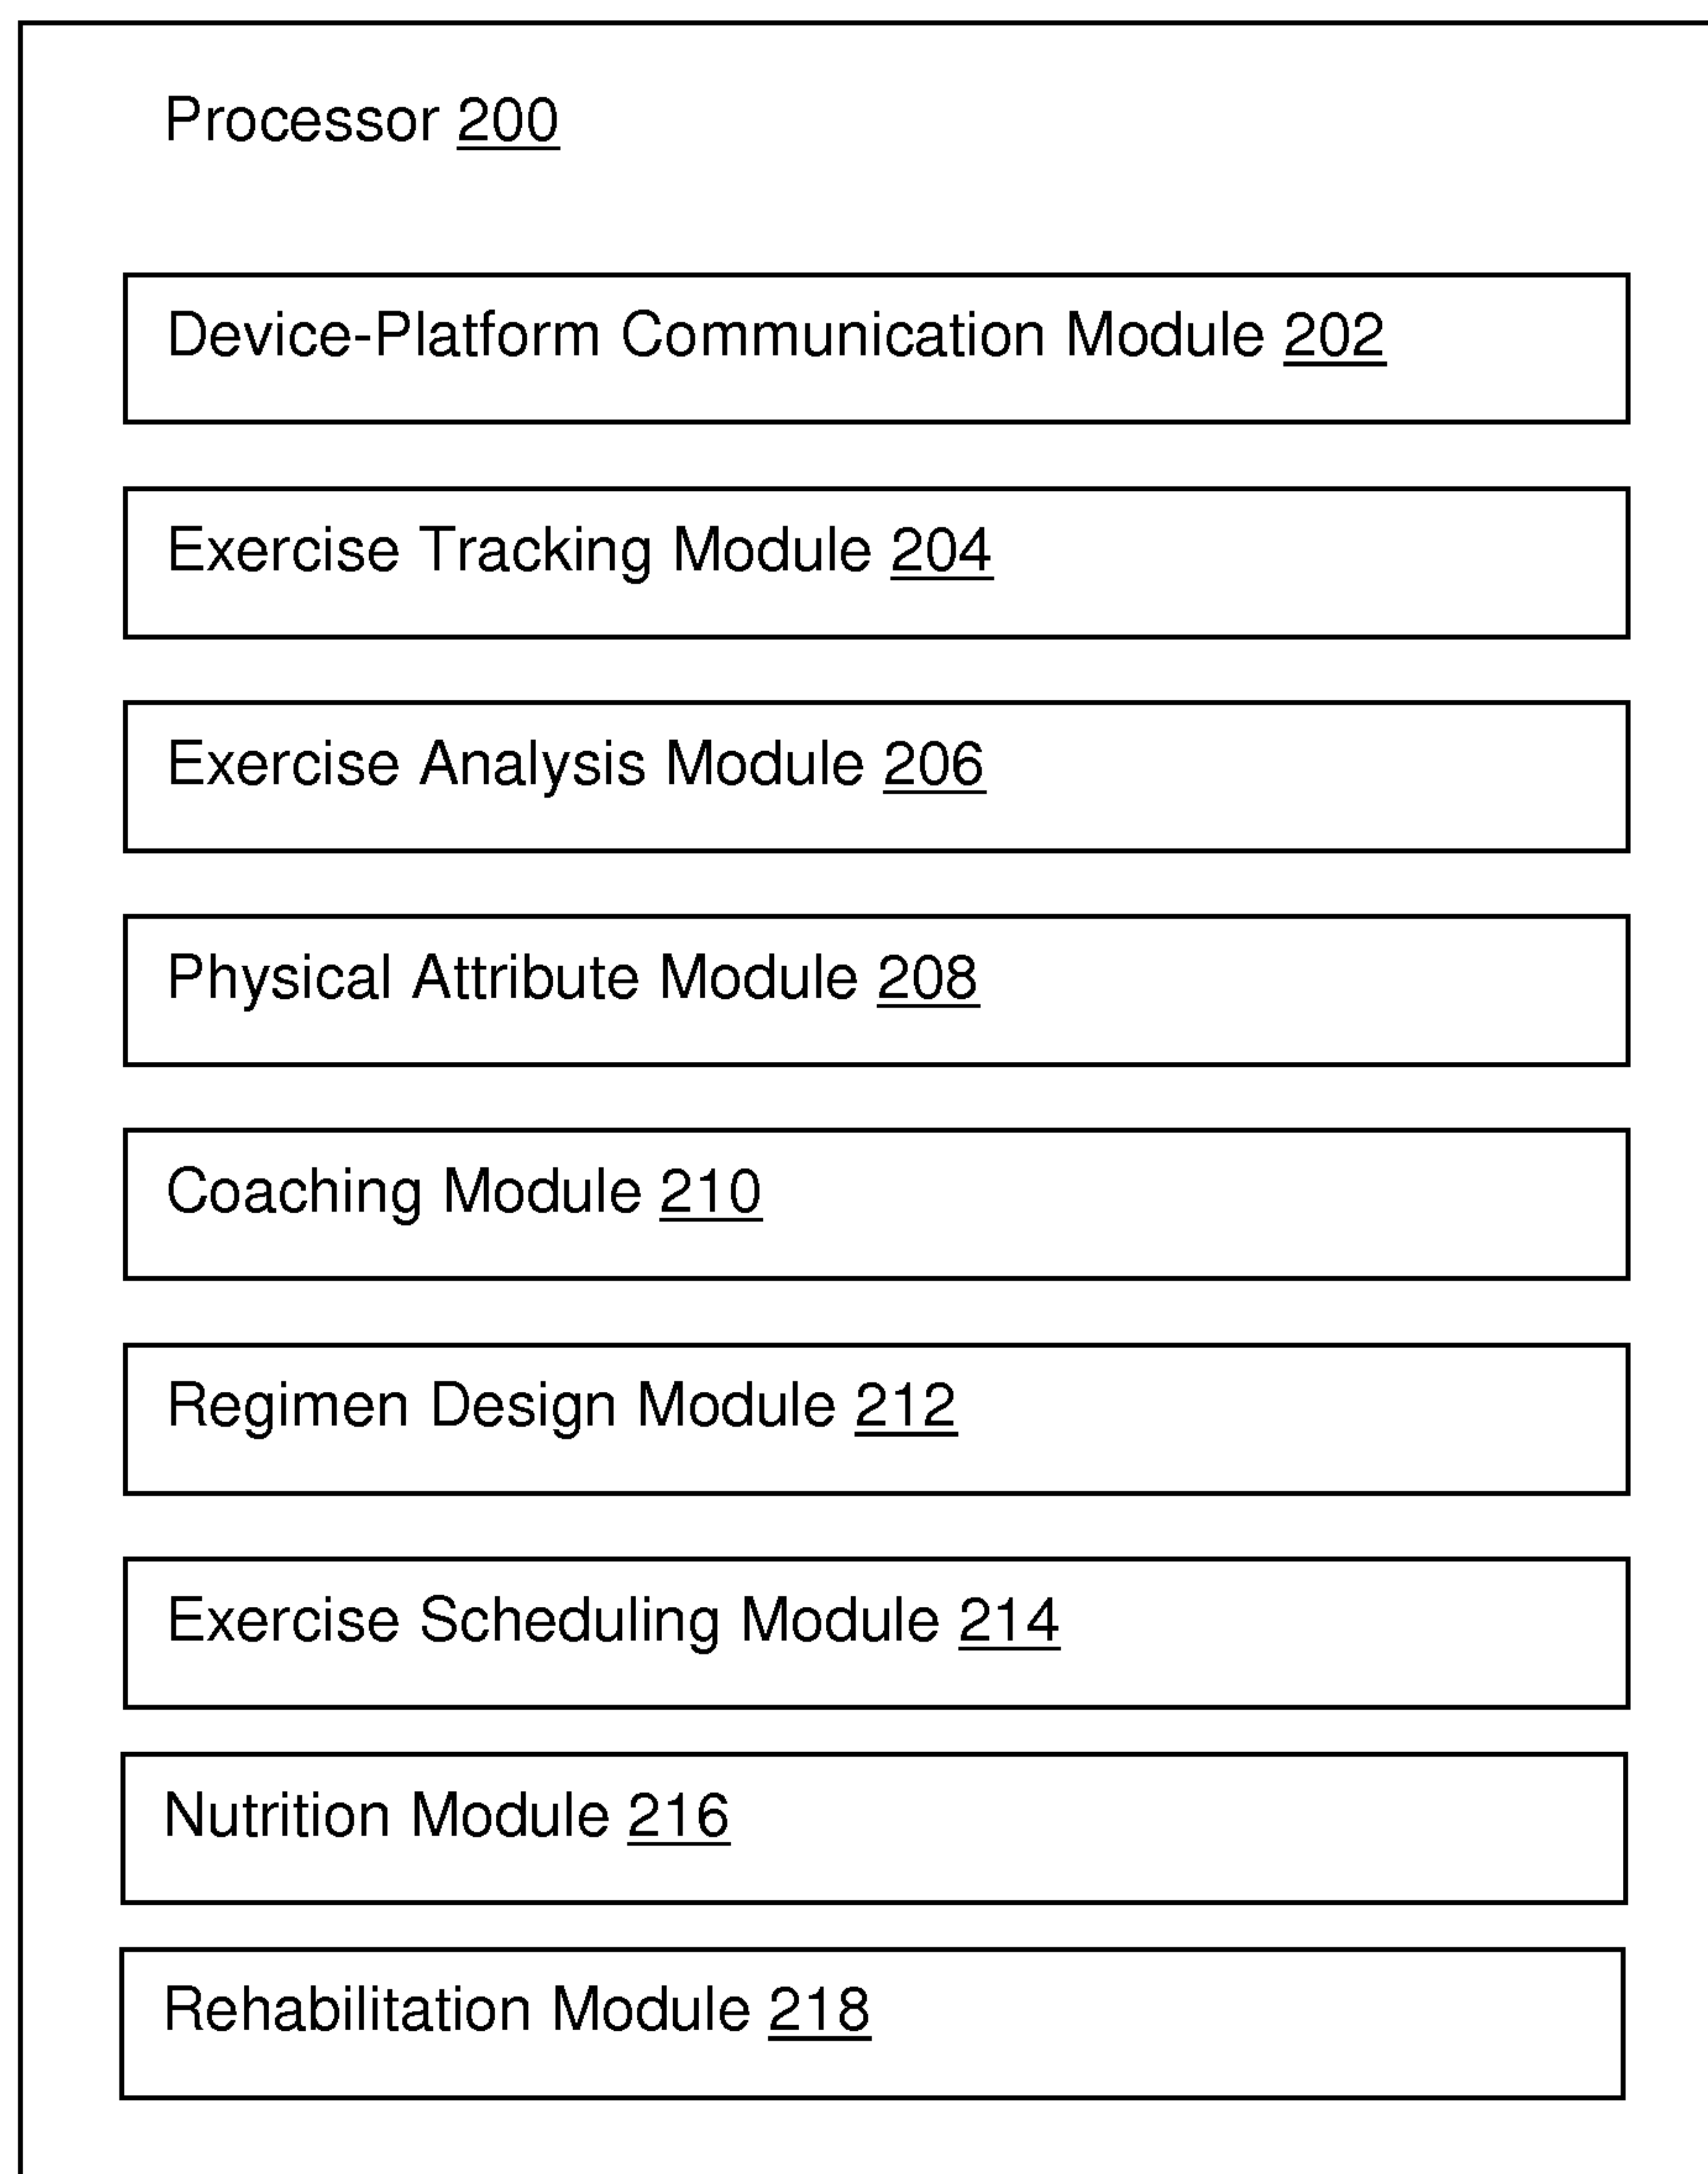 Processor 200
Device-Platform Communication Module 202
Exercise Tracking Module 204
Exercise Analysis Module 206
Physical Attribute Module 208
Coaching Module 210
Regimen Design Module 212
Exercise Scheduling Module 214
Nutrition Module 216
Rehabilitation Module 218